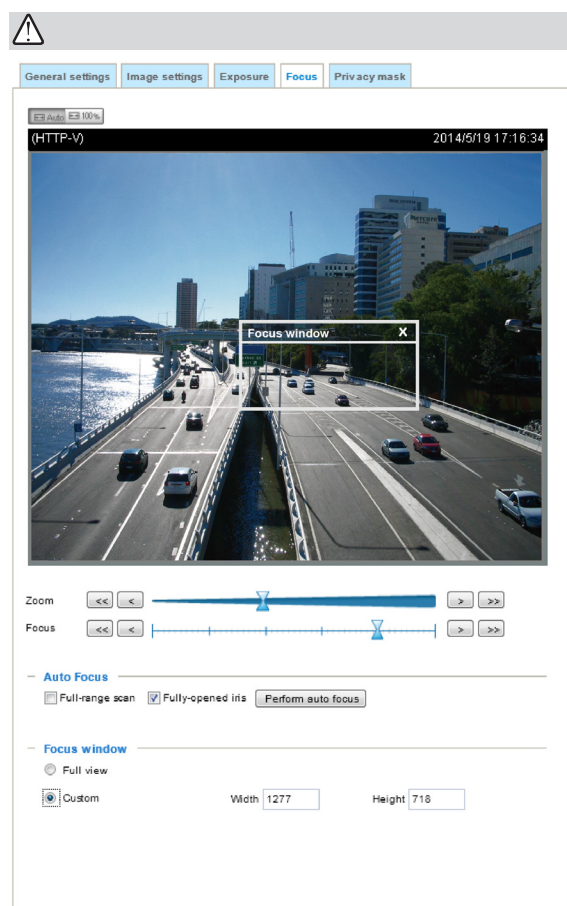 General settings Image settings Exposure Focus Privacy mask
Auto 100%
(HTTP-V) 2014/5/19 17:16:34
Mercure
Focus window X
Zoom << < > >>
Focus << < > >>
Auto Focus
Full-range scan Fully-opened iris Perform auto focus
Focus window
Full view
Custom Width 1277 Height 718